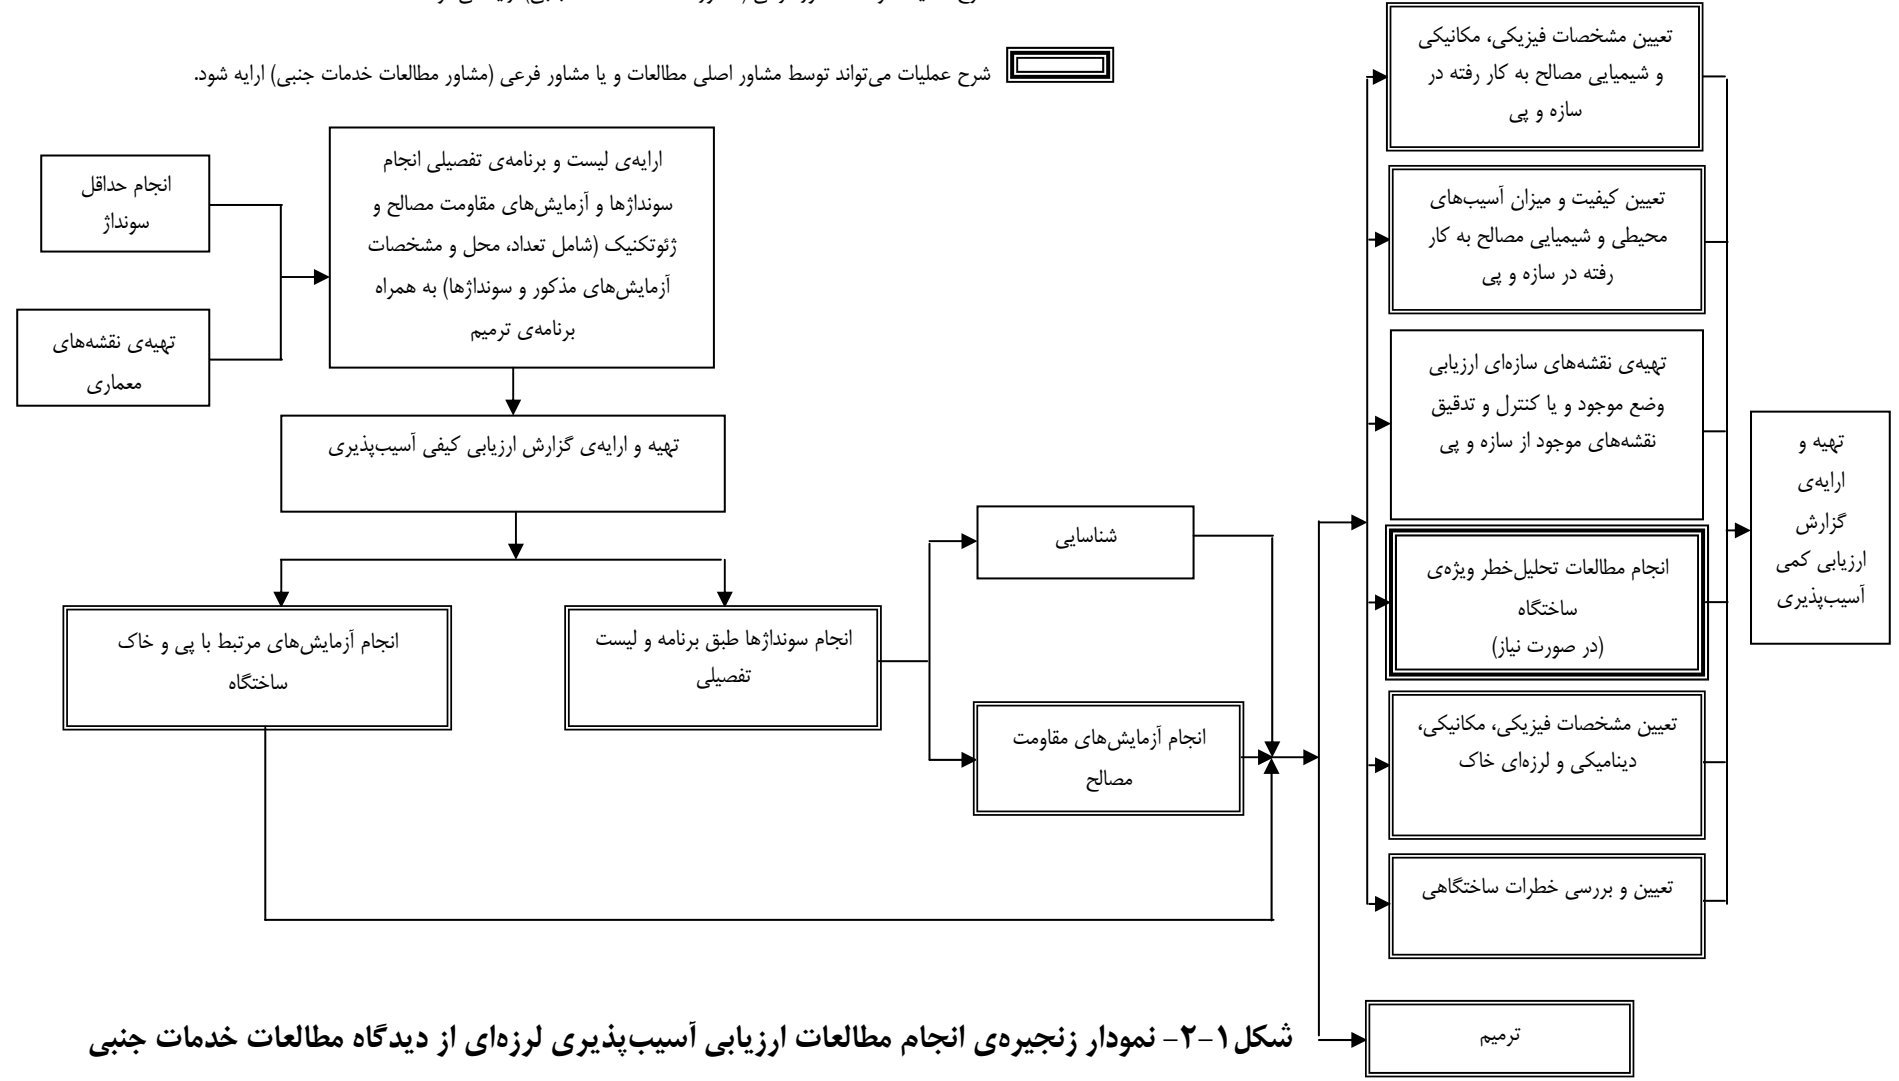 شرح عملیات می‌تواند توسط مشاور اصلی مطالعات و یا مشاور فرعی (مشاور مطالعات خدمات جنبی) ارایه شود.
انجام حداقل
سونداژ
تهیه‌ی نقشه‌های
معماری
ارایه‌ی لیست و برنامه‌ی تفصیلی انجام
سونداژها و آزمایش‌های مقاومت مصالح و
ژئوتکنیک (شامل تعداد، محل و مشخصات
آزمایش‌های مذکور و سونداژها) به همراه
برنامه‌ی ترمیم
تهیه و ارایه‌ی گزارش ارزیابی کیفی آسیب‌پذیری
انجام آزمایش‌های مرتبط با پی و خاک
ساختگاه
انجام سونداژها طبق برنامه و لیست
تفصیلی
شناسایی
انجام آزمایش‌های مقاومت
مصالح
تعیین مشخصات فیزیکی، مکانیکی
و شیمیایی مصالح به کار رفته در
سازه و پی
تعیین کیفیت و میزان آسیب‌های
محیطی و شیمیایی مصالح به کار
رفته در سازه و پی
تهیه‌ی نقشه‌های سازه‌ای ارزیابی
وضع موجود و یا کنترل و تدقیق
نقشه‌های موجود از سازه و پی
انجام مطالعات تحلیل‌خطر ویژه‌ی
ساختگاه
(در صورت نیاز)
تعیین مشخصات فیزیکی، مکانیکی،
دینامیکی و لرزه‌ای خاک
تعیین و بررسی خطرات ساختگاهی
ترمیم
تهیه و
ارایه‌ی
گزارش
ارزیابی کمی
آسیب‌پذیری
شکل۱-۲- نمودار زنجیره‌ی انجام مطالعات ارزیابی آسیب‌پذیری لرزه‌ای از دیدگاه مطالعات خدمات جنبی